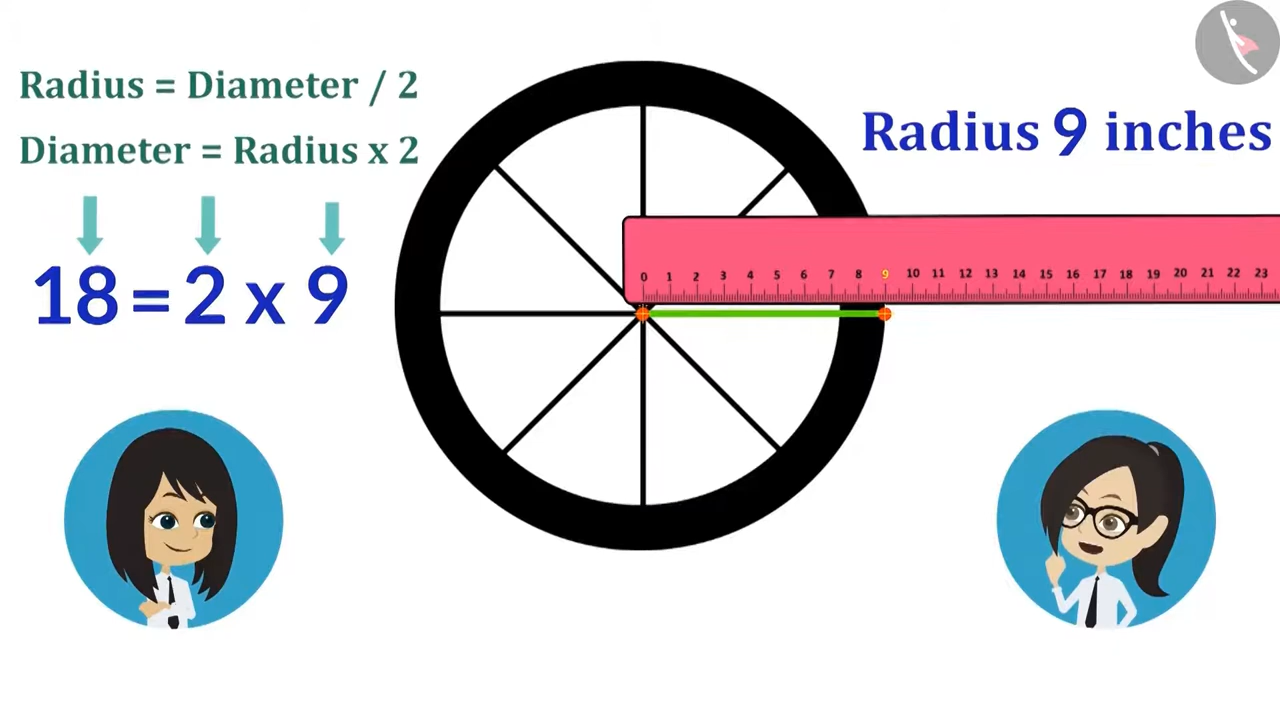 Radius = Diameter / 2
Diameter = Radius x 2
18 = 2 x 9
Radius 9 inches
0 1 2 3 4 5 6 7 8 9 10 11 12 13 14 15 16 17 18 19 20 21 22 23